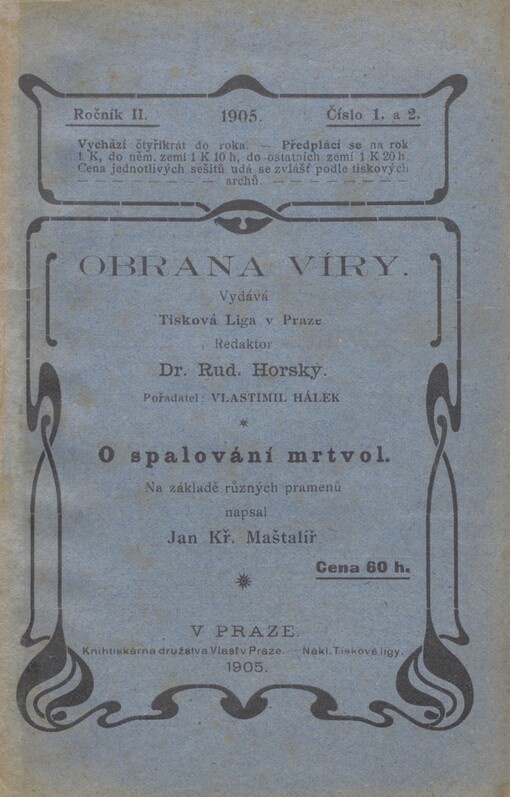 Ročník II. 1905. Číslo 1. a 2.
Vychází čtyřikrát do roka. — Předplácí se na rok
1 K, do něm. zemí 1 K 10 h, do ostatních zemí 1 K 20 h.
Cena jednotlivých sešitů udá se zvlášť podle tiskových
archů.
OBRANA VÍRY.
Vydává
Tisková Liga v Praze
Redaktor
Dr. Rud. Horský.
Pořadatel: VLASTIMIL HÁLEK
*
O spalování mrtvol.
Na základě různých pramenů
napsal
Jan Kř. Maštalíř
Cena 60 h.
V PRAZE.
Knihtiskárna družstva Vlasť v Praze. — Nákl. Tiskové ligy.
1905.